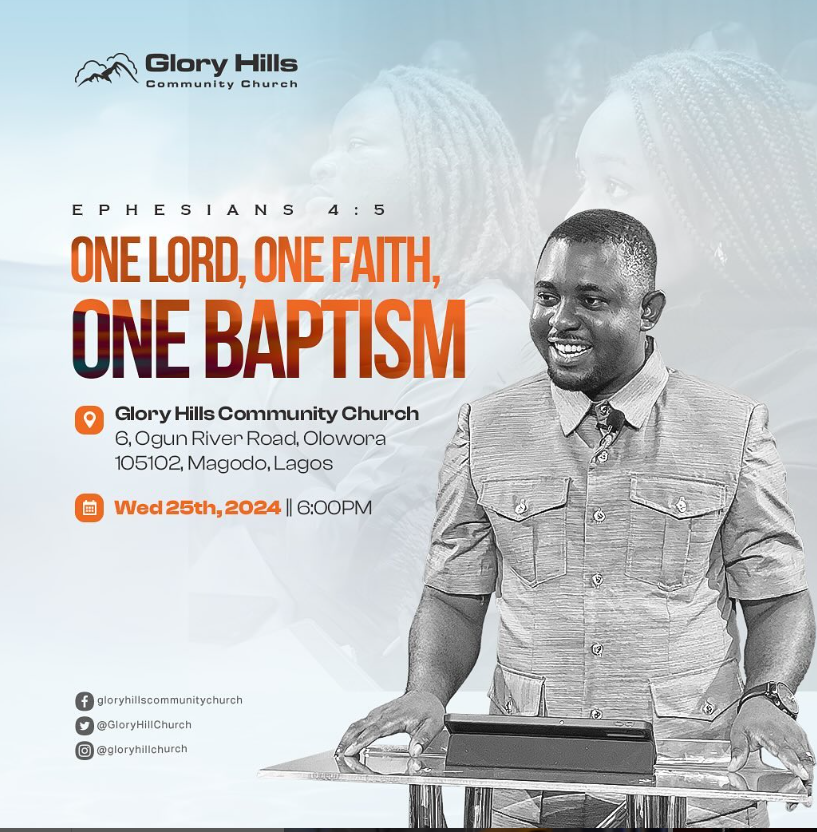 Glory Hills
Community Church
EPHESIANS 4:5
ONE LORD, ONE FAITH,
ONE BAPTISM
Glory Hills Community Church
6, Ogun River Road, Olowora
105102, Magodo, Lagos
Wed 25th, 2024 || 6:00PM
gloryhillscommunitychurch
@GloryHillChurch
@gloryhillchurch